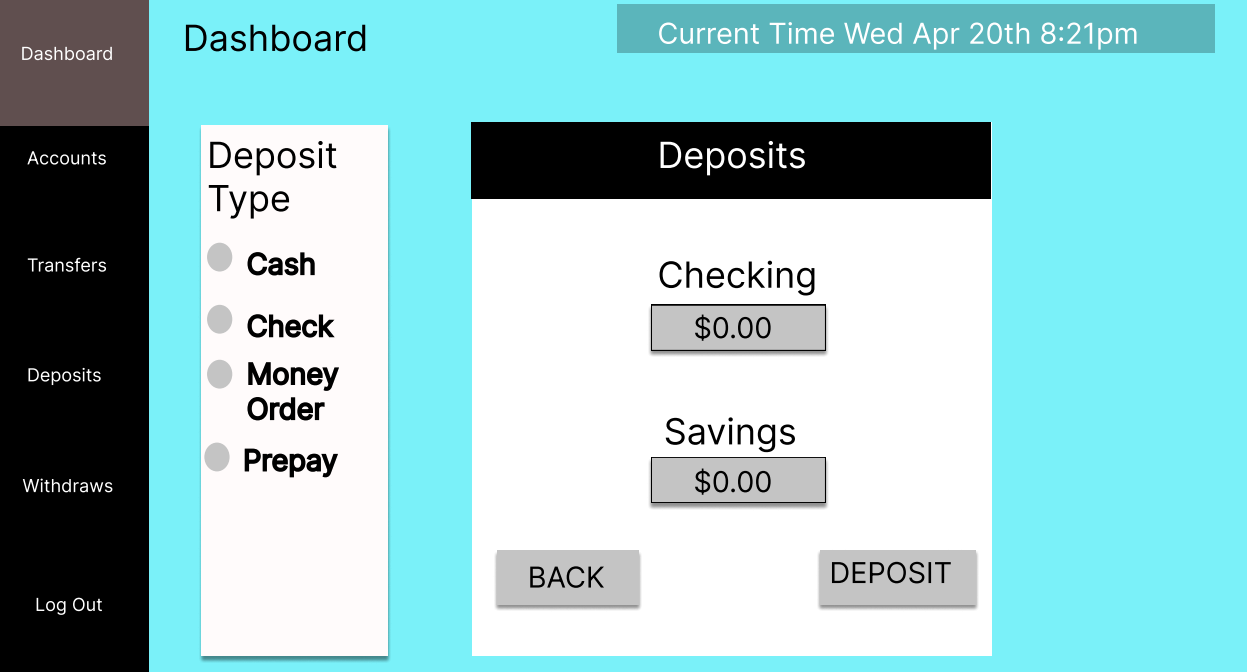 Dashboard
Accounts
Transfers
Deposits
Withdraws
Log Out
Dashboard
Current Time Wed Apr 20th 8:21pm
Deposit
Type
Cash
Check
Money
Order
Prepay
Deposits
Checking
$0.00
Savings
$0.00
BACK
DEPOSIT